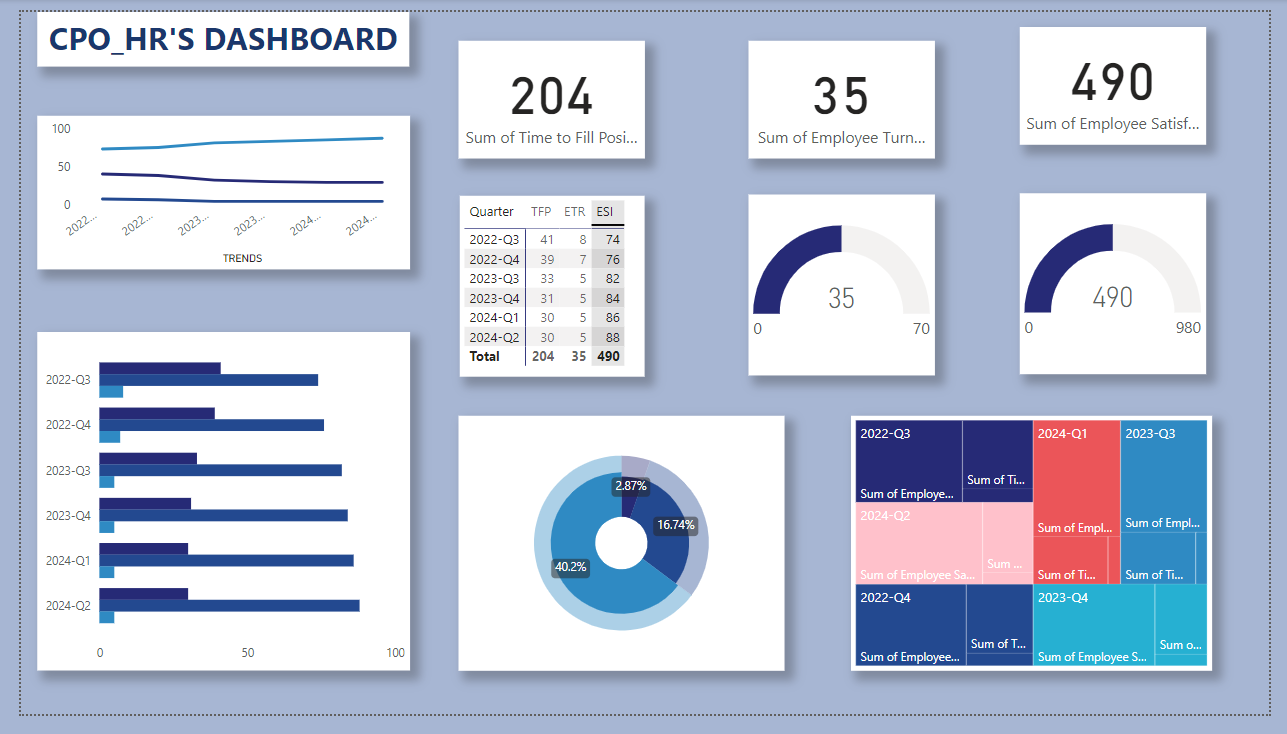 CPO_HR'S DASHBOARD
204
Sum of Time to Fill Posi...
35
Sum of Employee Turn...
490
Sum of Employee Satisf...
100
50
0
2022...
2022...
2023...
2023...
2024...
2024...
TRENDS
Quarter TFP ETR ESI
2022-Q3 41 8 74
2022-Q4 39 7 76
2023-Q3 33 5 82
2023-Q4 31 5 84
2024-Q1 30 5 86
2024-Q2 30 5 88
Total 204 35 490
35
0 70
490
0 980
2022-Q3
2022-Q4
2023-Q3
2023-Q4
2024-Q1
2024-Q2
0 50 100
2.87%
16.74%
40.2%
2022-Q3
Sum of Employe...
Sum of Ti...
2024-Q1
Sum of Empl...
Sum of Ti...
2023-Q3
Sum of Empl...
Sum of Ti...
2024-Q2
Sum of Employee Sa...
Sum ...
2022-Q4
Sum of Employee...
Sum of T...
2023-Q4
Sum of Employee S...
Sum o...